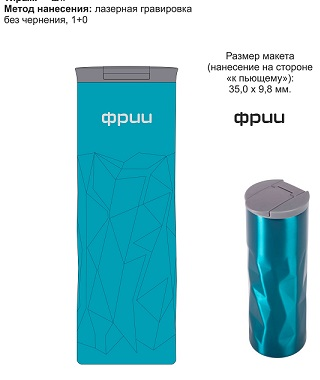 Метод нанесения: лазерная гравировка
без чернения, 1+0
Размер макета
(нанесение на стороне
«к пьющему»):
35,0 х 9,8 мм.
фрии
фрии